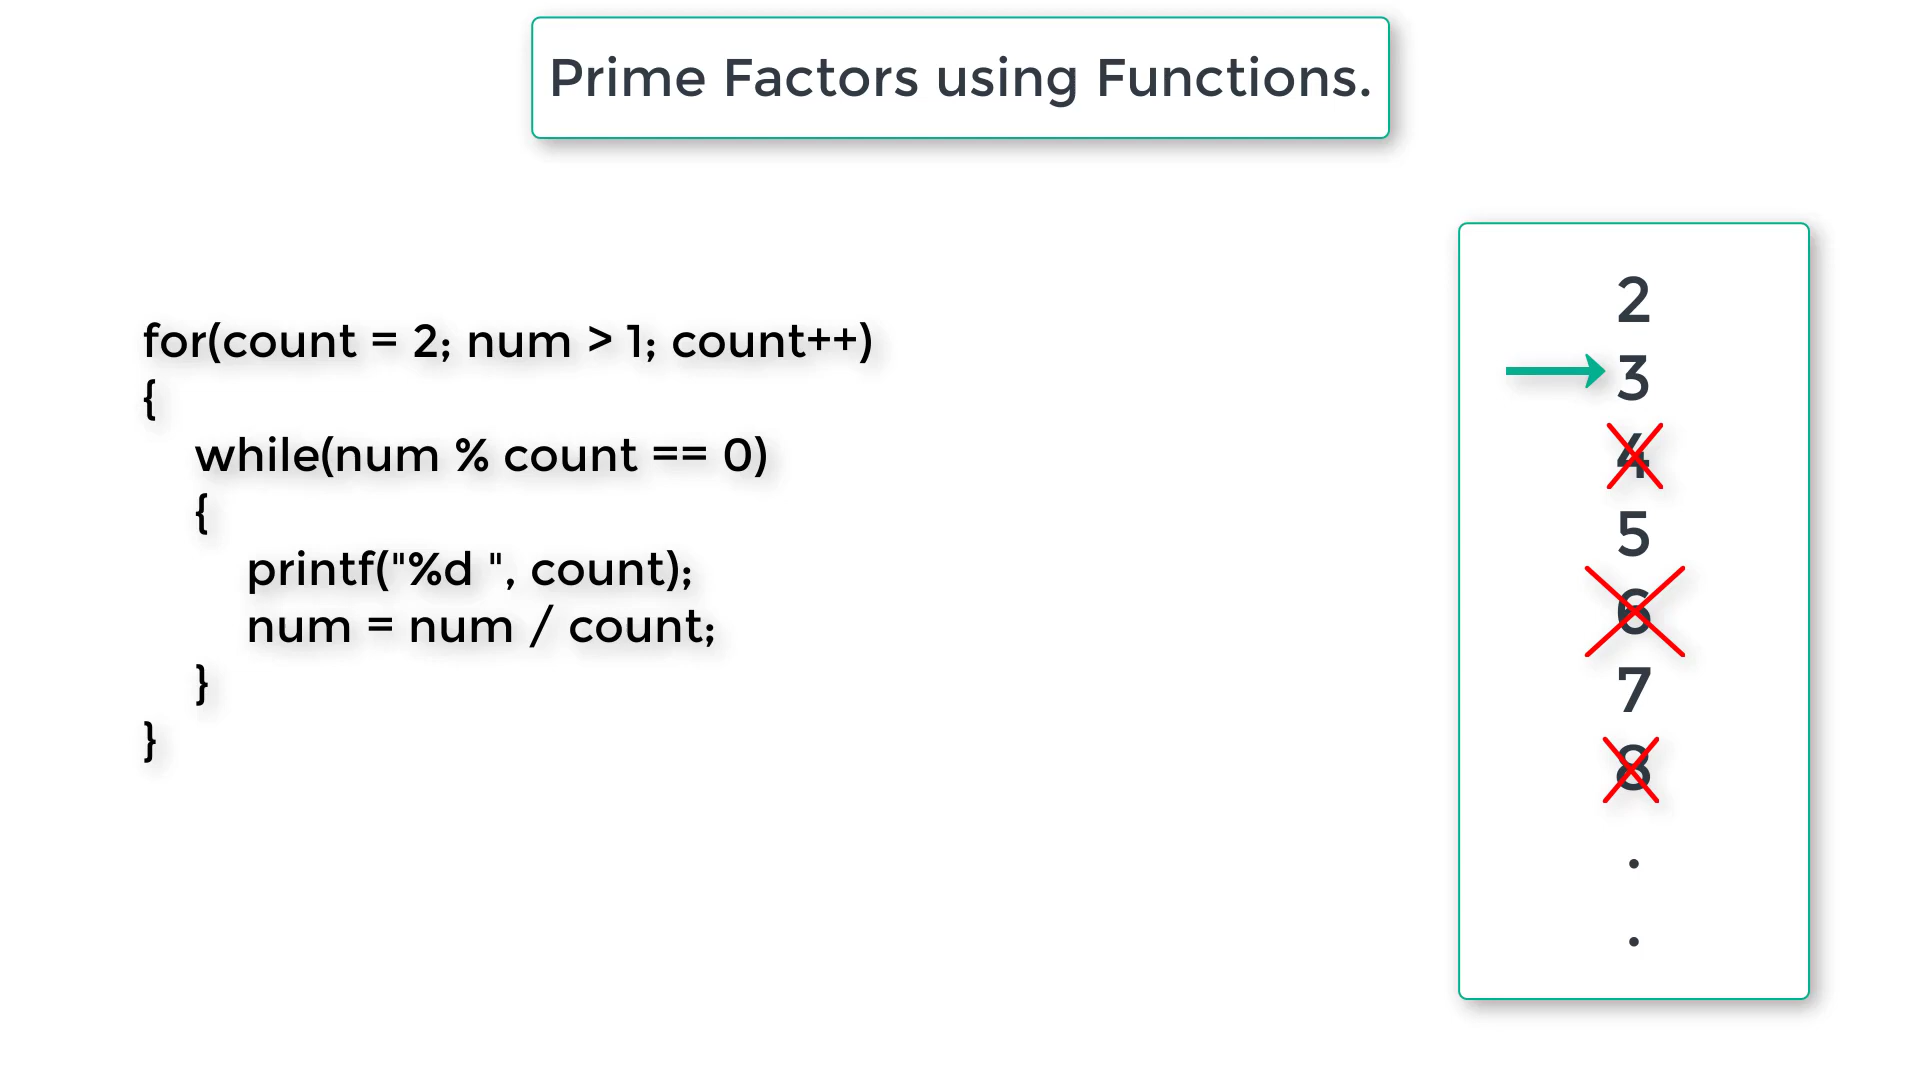 Prime Factors using Functions.
for(count = 2; num > 1; count++)
{
while(num % count == 0)
{
printf("%d ", count);
num = num / count;
}
}
2
3
4
5
6
7
8
.
.